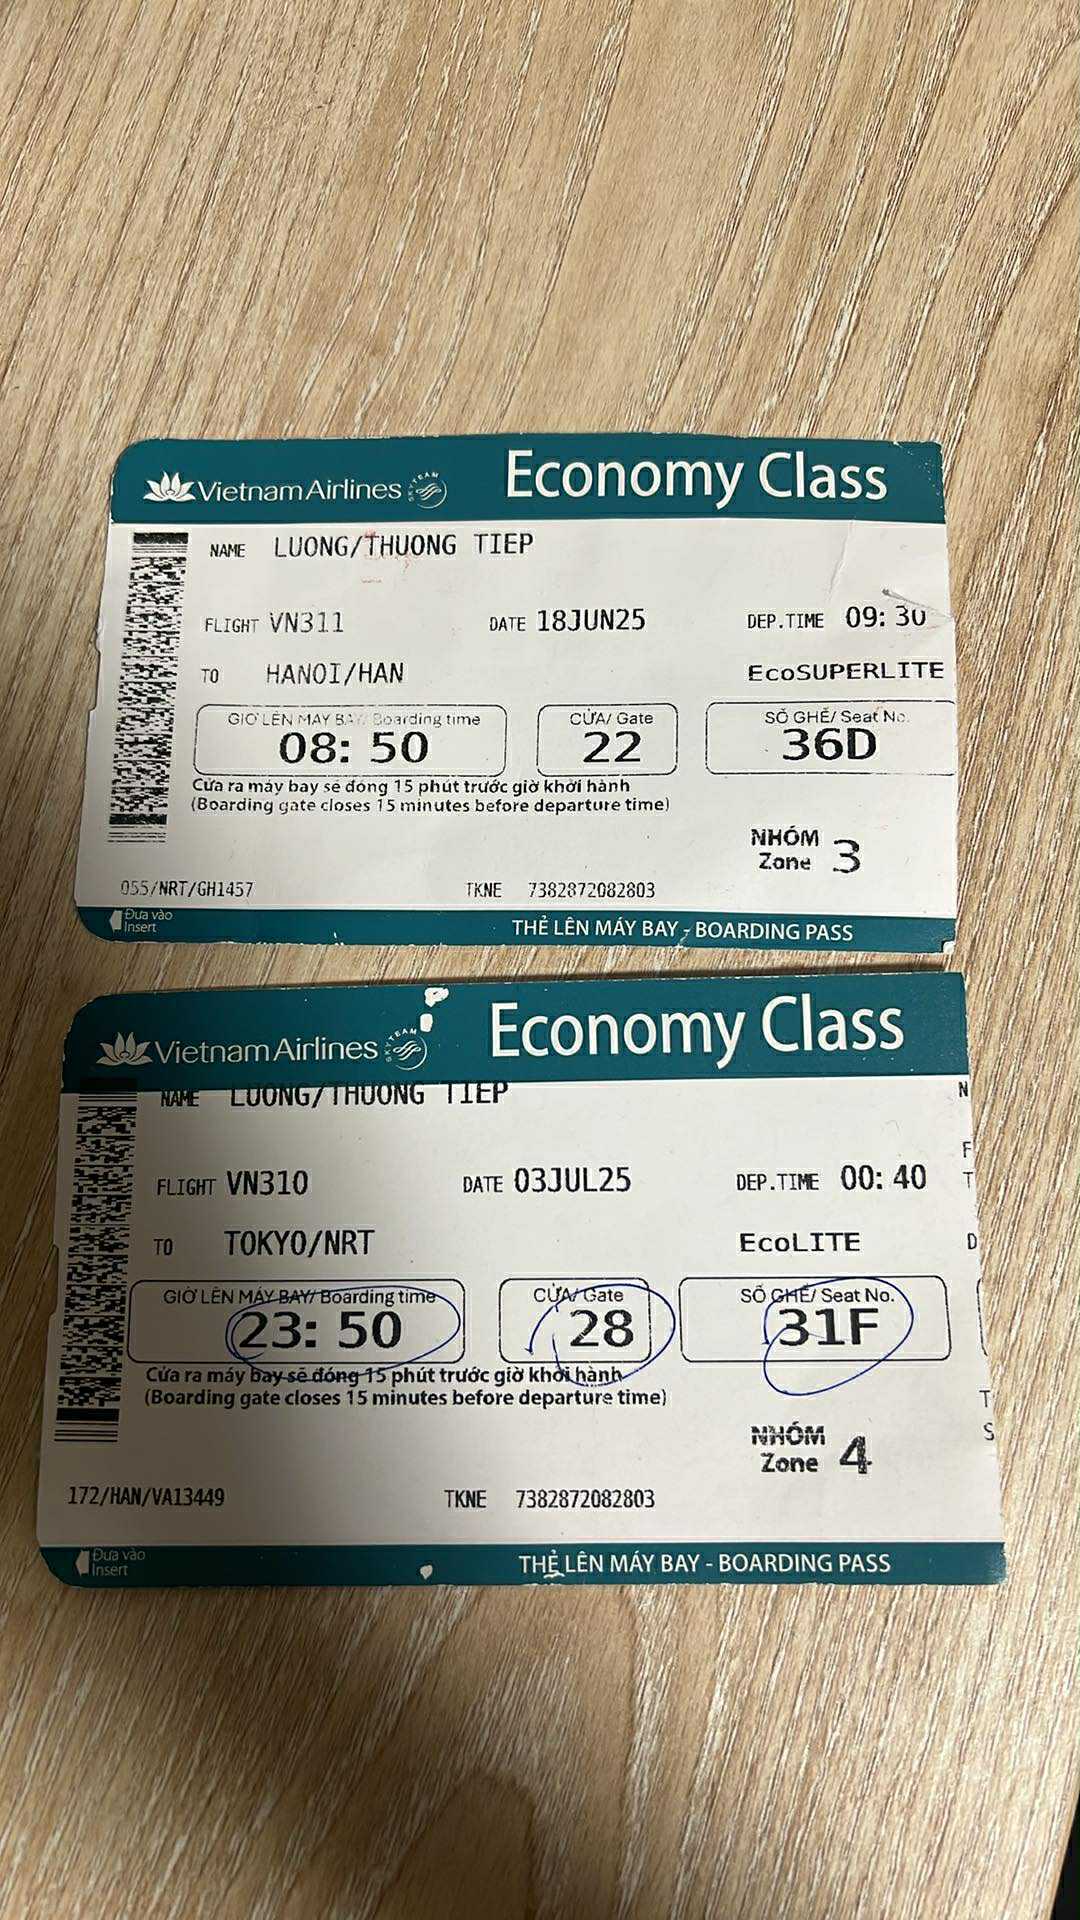 VietnamAirlines SKYTEAM Economy Class
NAME LUONG/THUONG TIEP
FLIGHT VN311 DATE 18JUN25 DEP.TIME 09: 30
TO HANOI/HAN EcoSUPERLITE
GIỜ LÊN MÁY BAY/ Boarding time CỬA/ Gate SỐ GHẾ/ Seat No.
08: 50 22 36D
Cửa ra máy bay sẽ đóng 15 phút trước giờ khởi hành
(Boarding gate closes 15 minutes before departure time)
NHÓM
Zone 3
055/NRT/GH1457 TKNE 7382872082803
Đưa vào
Insert
THẺ LÊN MÁY BAY - BOARDING PASS
VietnamAirlines SKYTEAM Economy Class
NAME LUONG/THUONG TIEP N
FLIGHT VN310 DATE 03JUL25 DEP.TIME 00: 40 F
T
TO TOKYO/NRT EcoLITE D
GIỜ LÊN MÁY BAY/ Boarding time CỬA/ Gate SỐ GHẾ/ Seat No.
23: 50 28 31F
Cửa ra máy bay sẽ đóng 15 phút trước giờ khởi hành
(Boarding gate closes 15 minutes before departure time) T
NHÓM S
Zone 4
172/HAN/VA13449 TKNE 7382872082803
Đưa vào
Insert
THẺ LÊN MÁY BAY - BOARDING PASS